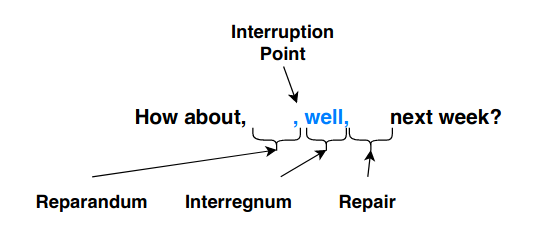 Interruption
Point
How about, , well, next week?
Reparandum Interregnum Repair